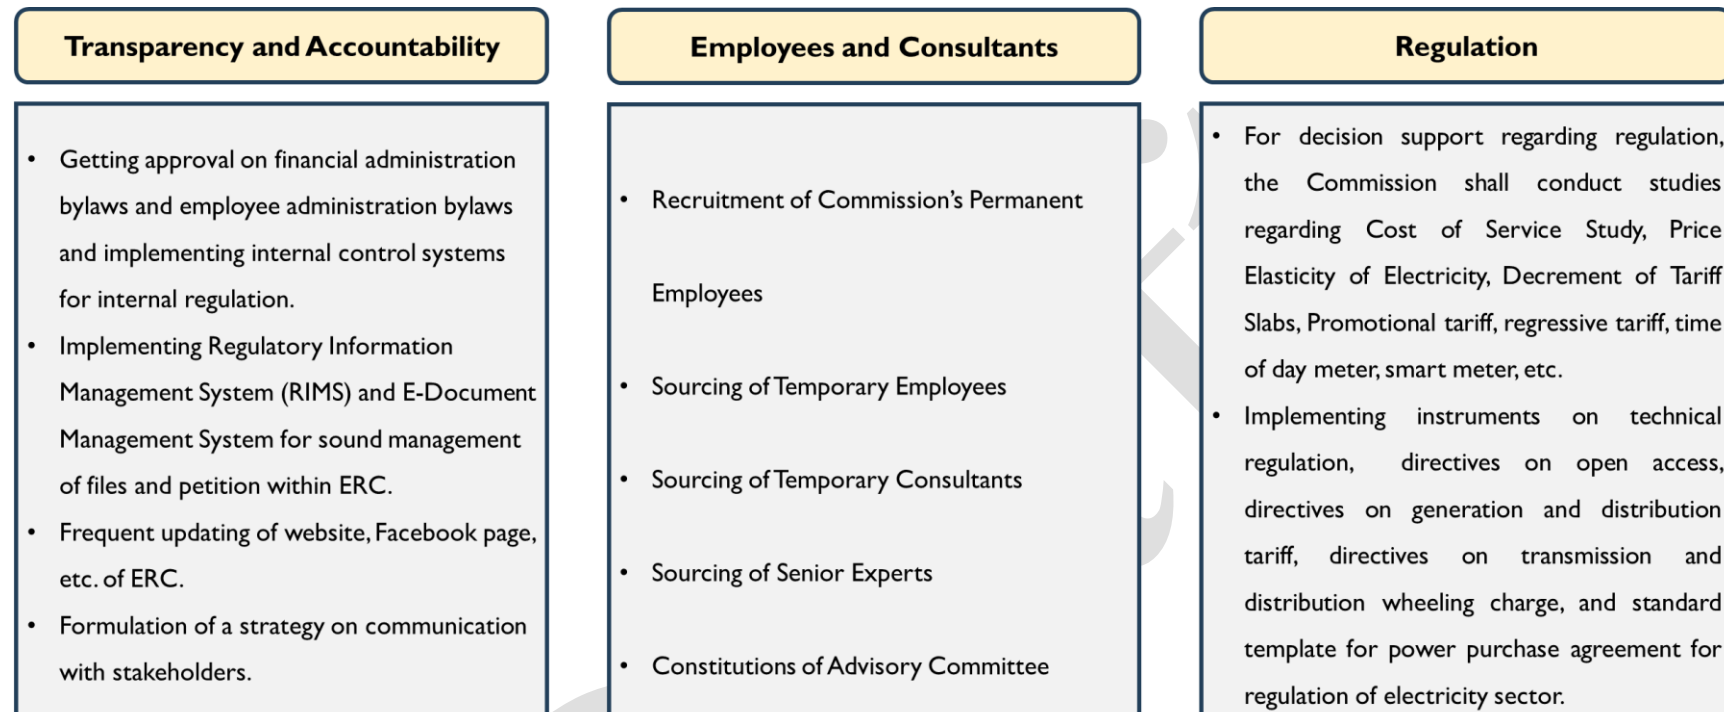 Transparency and Accountability
• Getting approval on financial administration
bylaws and employee administration bylaws
and implementing internal control systems
for internal regulation.
• Implementing Regulatory Information
Management System (RIMS) and E-Document
Management System for sound management
of files and petition within ERC.
• Frequent updating of website, Facebook page,
etc. of ERC.
• Formulation of a strategy on communication
with stakeholders.
Employees and Consultants
• Recruitment of Commission's Permanent
Employees
• Sourcing of Temporary Employees
• Sourcing of Temporary Consultants
• Sourcing of Senior Experts
• Constitutions of Advisory Committee
Regulation
• For decision support regarding regulation,
the Commission shall conduct studies
regarding Cost of Service Study, Price
Elasticity of Electricity, Decrement of Tariff
Slabs, Promotional tariff, regressive tariff, time
of day meter, smart meter, etc.
• Implementing instruments on technical
regulation, directives on open access,
directives on generation and distribution
tariff, directives on transmission and
distribution wheeling charge, and standard
template for power purchase agreement for
regulation of electricity sector.